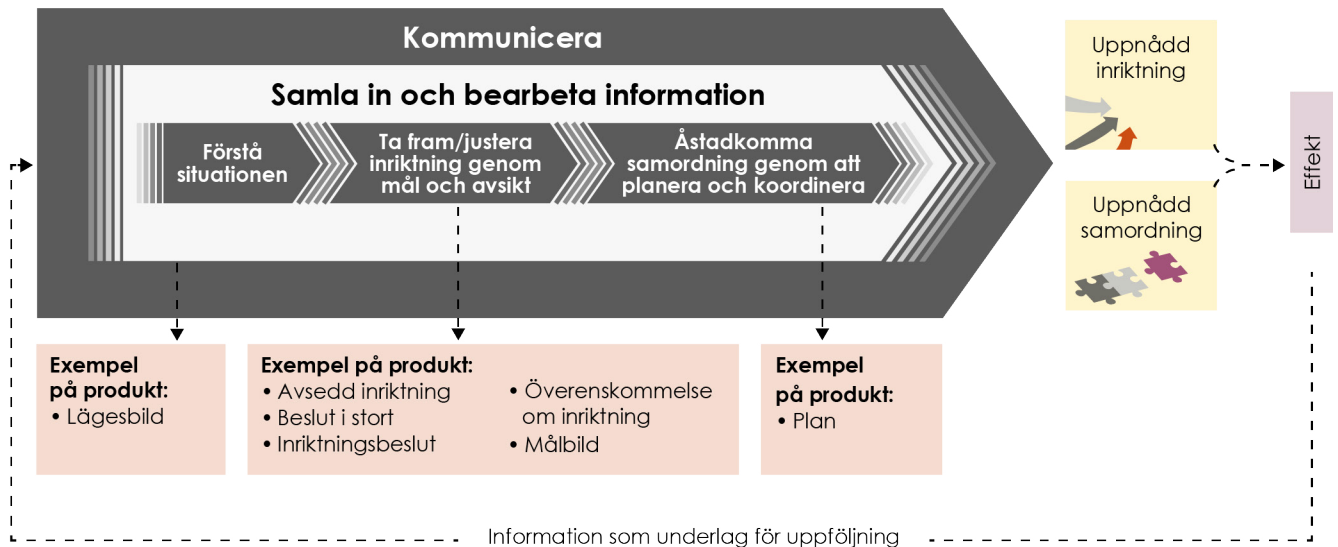 Kommunicera
Samla in och bearbeta information
Förstå
situationen
Ta fram/justera
inriktning genom
mål och avsikt
Åstadkomma
samordning genom att
planera och koordinera
Uppnådd
inriktning
Uppnådd
samordning
Effekt
Exempel
på produkt:
• Lägesbild
Exempel på produkt:
• Avsedd inriktning
• Beslut i stort
• Inriktningsbeslut
• Överenskommelse
om inriktning
• Målbild
Exempel
på produkt:
• Plan
Information som underlag för uppföljning